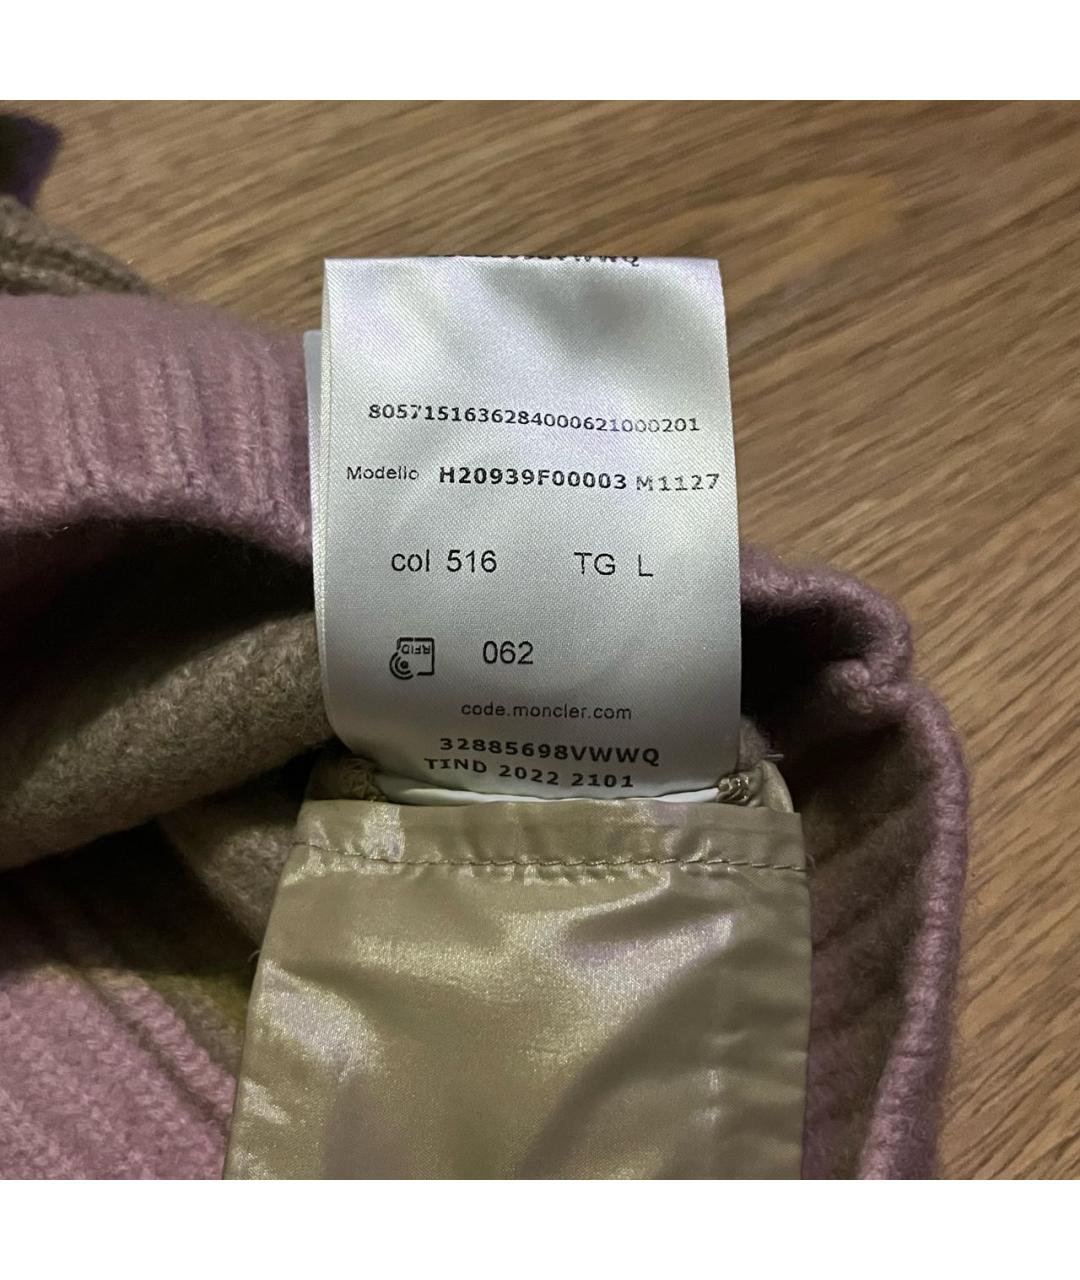 8057151636284000621000201
Modello H20939F00003 M1127
col 516 TG L
RFID 062
code.moncler.com
32885698VWWQ
TIND 2022 2101